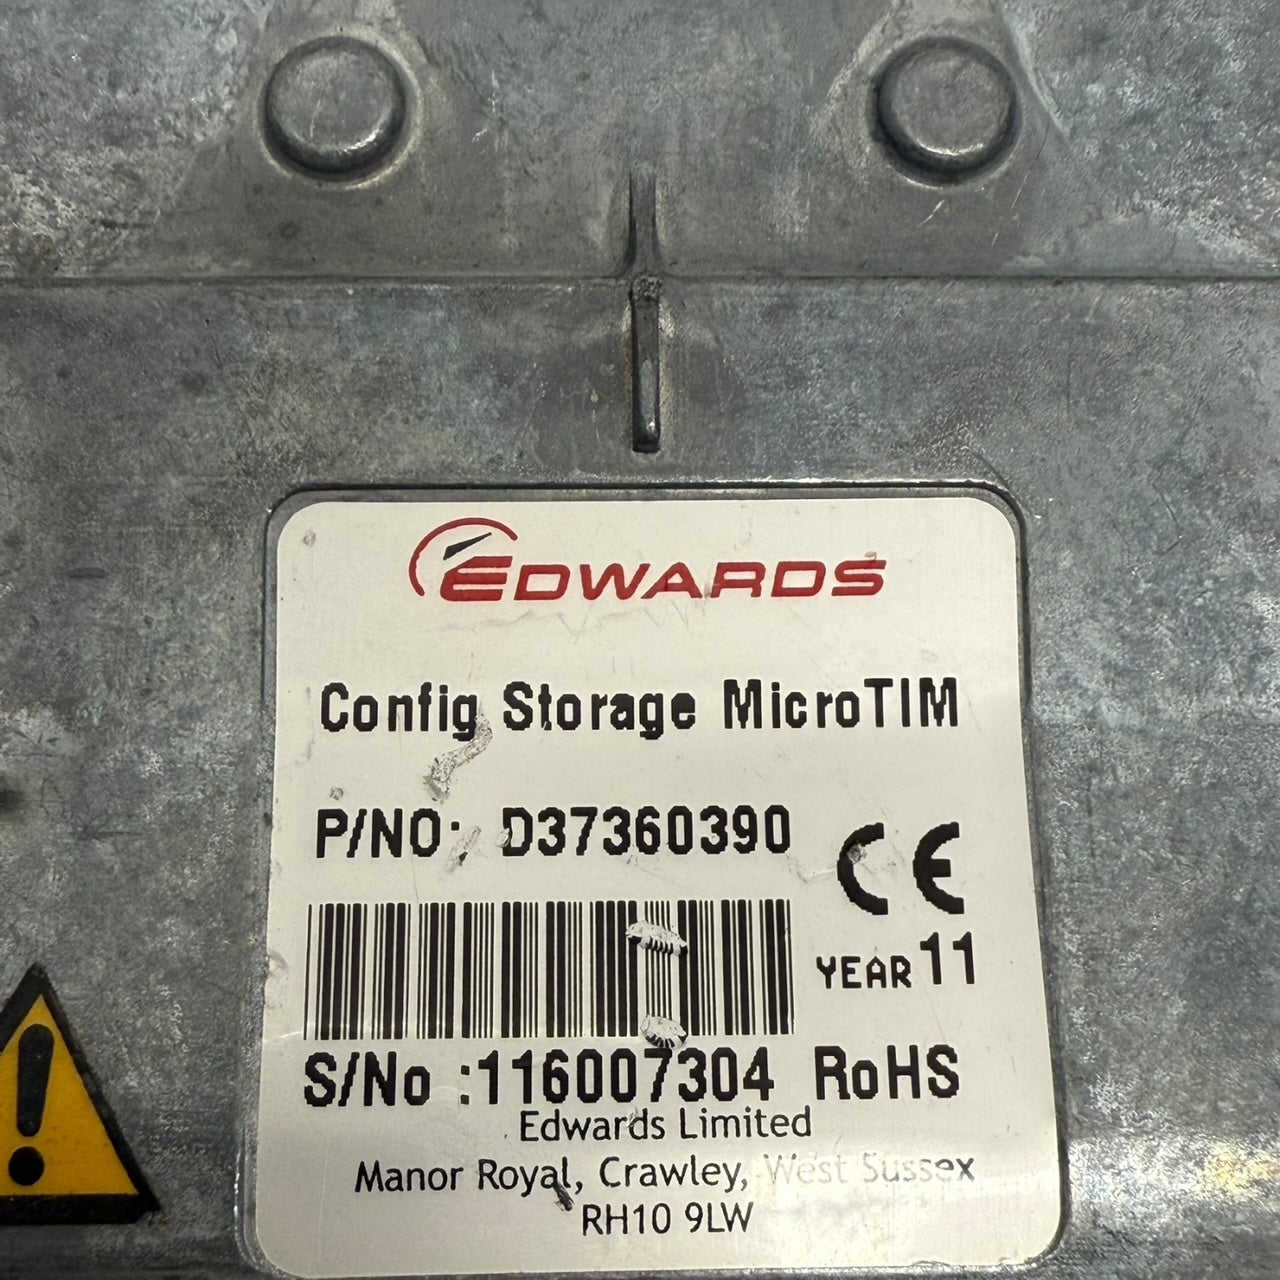 EDWARDS
Config Storage MicroTIM
P/NO: D37360390
CE
YEAR 11
S/No :116007304 RoHS
Edwards Limited
Manor Royal, Crawley, West Sussex
RH10 9LW